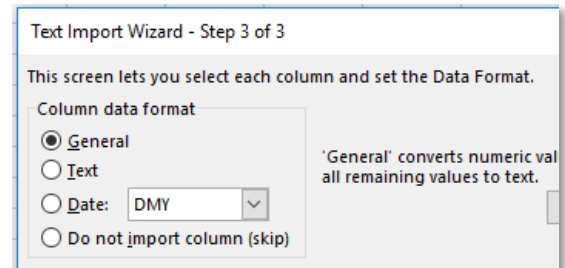 Text Import Wizard - Step 3 of 3
This screen lets you select each column and set the Data Format.
Column data format
General
Text
Date: DMY
Do not import column (skip)
'General' converts numeric val
all remaining values to text.